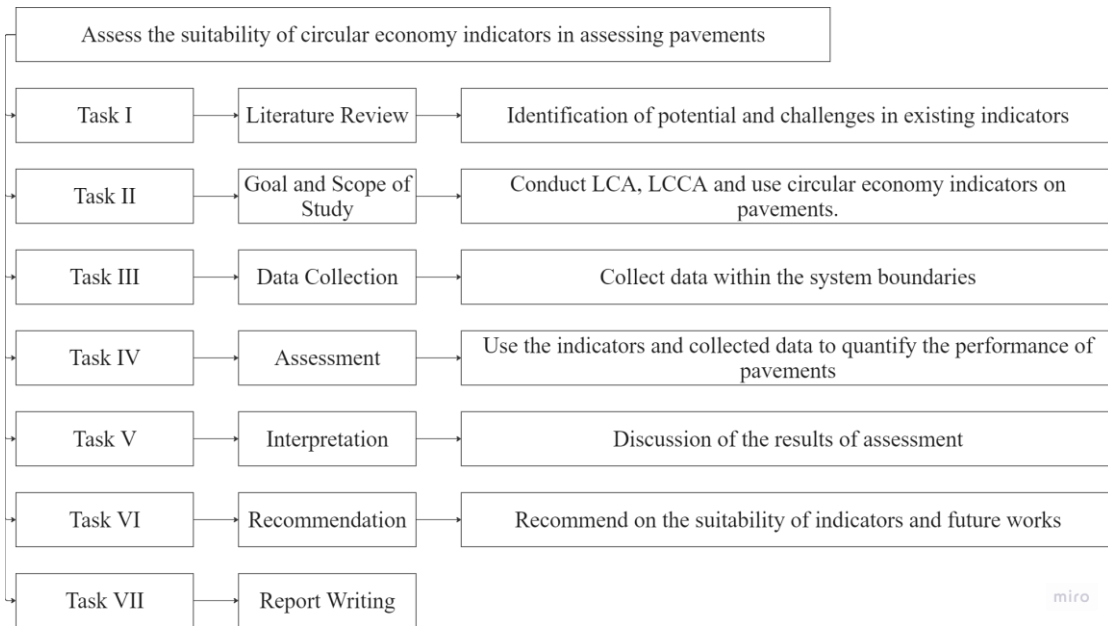 Assess the suitability of circular economy indicators in assessing pavements
Task I
Literature Review
Identification of potential and challenges in existing indicators
Task II
Goal and Scope of
Study
Conduct LCA, LCCA and use circular economy indicators on
pavements.
Task III
Data Collection
Collect data within the system boundaries
Task IV
Assessment
Use the indicators and collected data to quantify the performance of
pavements
Task V
Interpretation
Discussion of the results of assessment
Task VI
Recommendation
Recommend on the suitability of indicators and future works
Task VII
Report Writing
miro